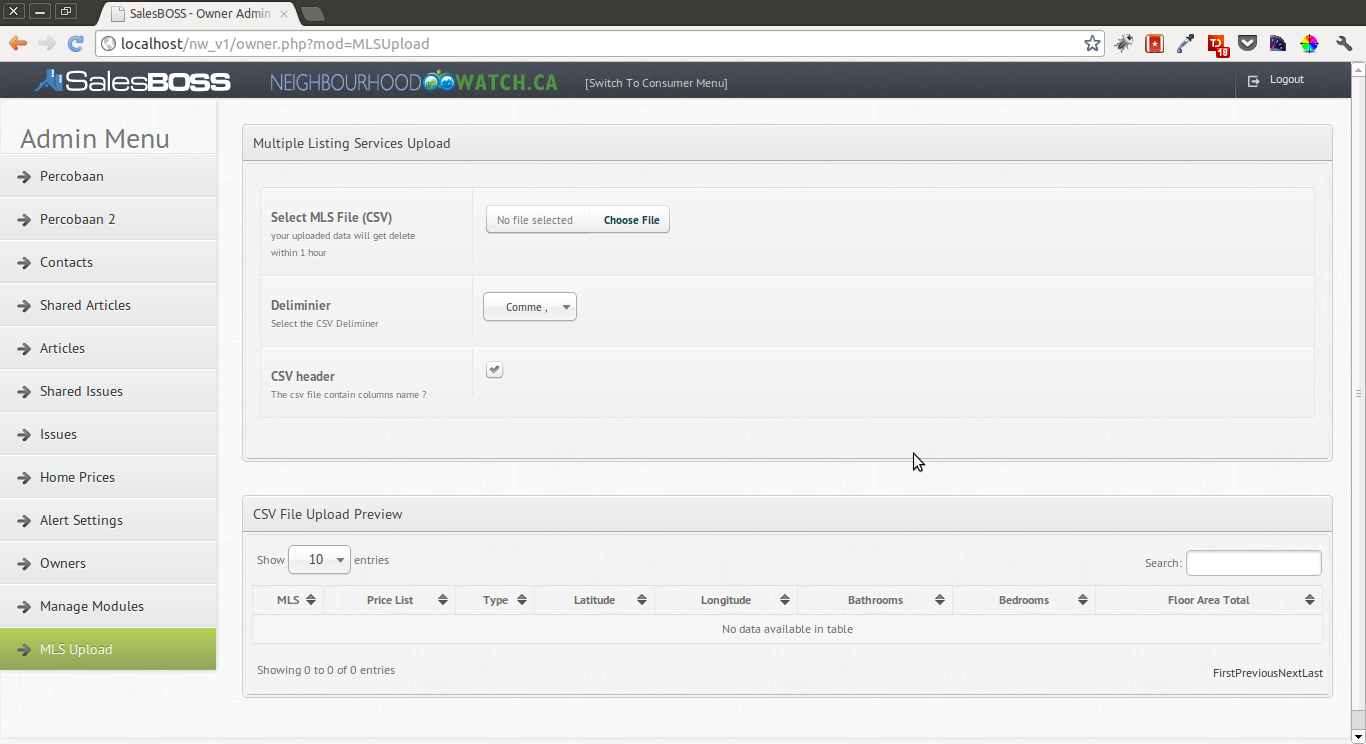 SalesBOSS - Owner Admin
localhost/nw_v1/owner.php?mod=MLSUpload
18
SalesBOSS NEIGHBOURHOOD WATCH.CA [Switch To Consumer Menu] Logout
Admin Menu
Percobaan
Percobaan 2
Contacts
Shared Articles
Articles
Shared Issues
Issues
Home Prices
Alert Settings
Owners
Manage Modules
MLS Upload
Multiple Listing Services Upload
Select MLS File (CSV)
your uploaded data will get delete
within 1 hour
No file selected Choose File
Deliminier
Select the CSV Deliminer
Comme ,
CSV header
The csv file contain columns name ?
CSV File Upload Preview
Show 10 entries Search:
MLS Price List Type Latitude Longitude Bathrooms Bedrooms Floor Area Total
No data available in table
Showing 0 to 0 of 0 entries FirstPreviousNextLast